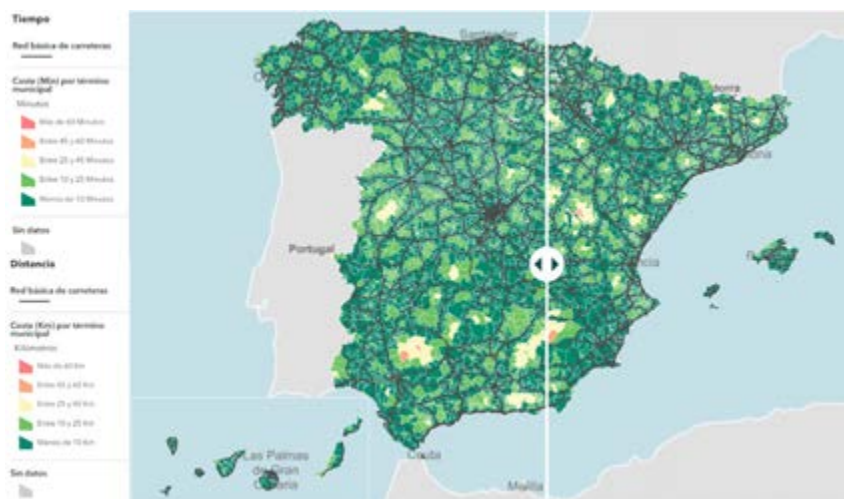 Tiempo
Red básica de carreteras
Coste (Min) por término
municipal
Minutos
Más de 60 Minutos
Entre 45 y 60 Minutos
Entre 25 y 45 Minutos
Entre 10 y 25 Minutos
Menos de 10 Minutos
Sin datos
Distancia
Red básica de carreteras
Coste (Km) por término
municipal
Kilómetros
Más de 60 Km
Entre 25 y
Entre 10 y 25 Km
Menos de 10 Km
Sin datos
Santander
dorra
Portugal
Las Palmas
de Gran
Ceuta
Melilla